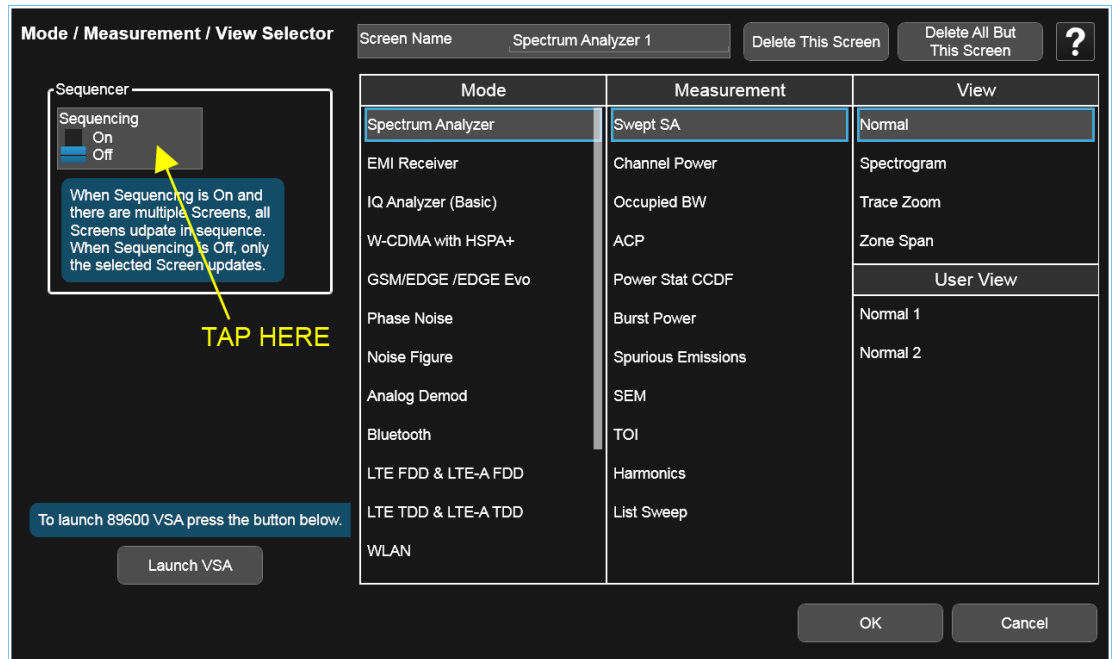 Mode / Measurement / View Selector
Screen Name
Spectrum Analyzer 1
Delete This Screen
Delete All But
This Screen
?
Sequencer
Sequencing
On
Off
When Sequencing is On and
there are multiple Screens, all
Screens udpate in sequence.
When Sequencing is Off, only
the selected Screen updates.
TAP HERE
To launch 89600 VSA press the button below.
Launch VSA
Mode
Spectrum Analyzer
EMI Receiver
IQ Analyzer (Basic)
W-CDMA with HSPA+
GSM/EDGE /EDGE Evo
Phase Noise
Noise Figure
Analog Demod
Bluetooth
LTE FDD & LTE-A FDD
LTE TDD & LTE-A TDD
WLAN
Measurement
Swept SA
Channel Power
Occupied BW
ACP
Power Stat CCDF
Burst Power
Spurious Emissions
SEM
TOI
Harmonics
List Sweep
View
Normal
Spectrogram
Trace Zoom
Zone Span
User View
Normal 1
Normal 2
OK
Cancel